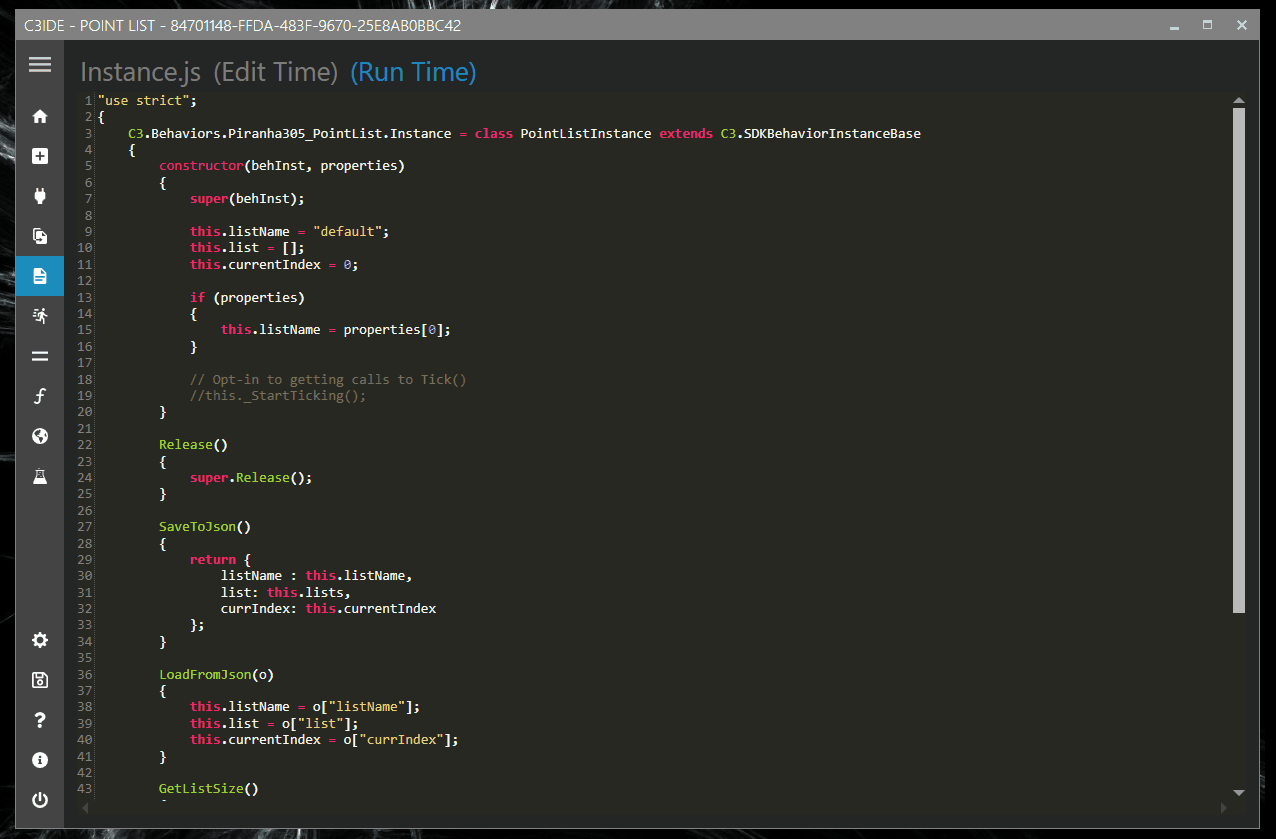 C3IDE - POINT LIST - 84701148-FFDA-483F-9670-25E8AB0BBC42
Instance.js (Edit Time) (Run Time)
1 "use strict";
2 {
3     C3.Behaviors.Piranha305_PointList.Instance = class PointListInstance extends C3.SDKBehaviorInstanceBase
4     {
5         constructor(behInst, properties)
6         {
7             super(behInst);
8
9             this.listName = "default";
10             this.list = [];
11             this.currentIndex = 0;
12
13             if (properties)
14             {
15                 this.listName = properties[0];
16             }
17
18             // Opt-in to getting calls to Tick()
19             //this._StartTicking();
20         }
21
22         Release()
23         {
24             super.Release();
25         }
26
27         SaveToJson()
28         {
29             return {
30                 listName : this.listName,
31                 list: this.lists,
32                 currIndex: this.currentIndex
33             };
34         }
35
36         LoadFromJson(o)
37         {
38             this.listName = o["listName"];
39             this.list = o["list"];
40             this.currentIndex = o["currIndex"];
41         }
42
43         GetListSize()